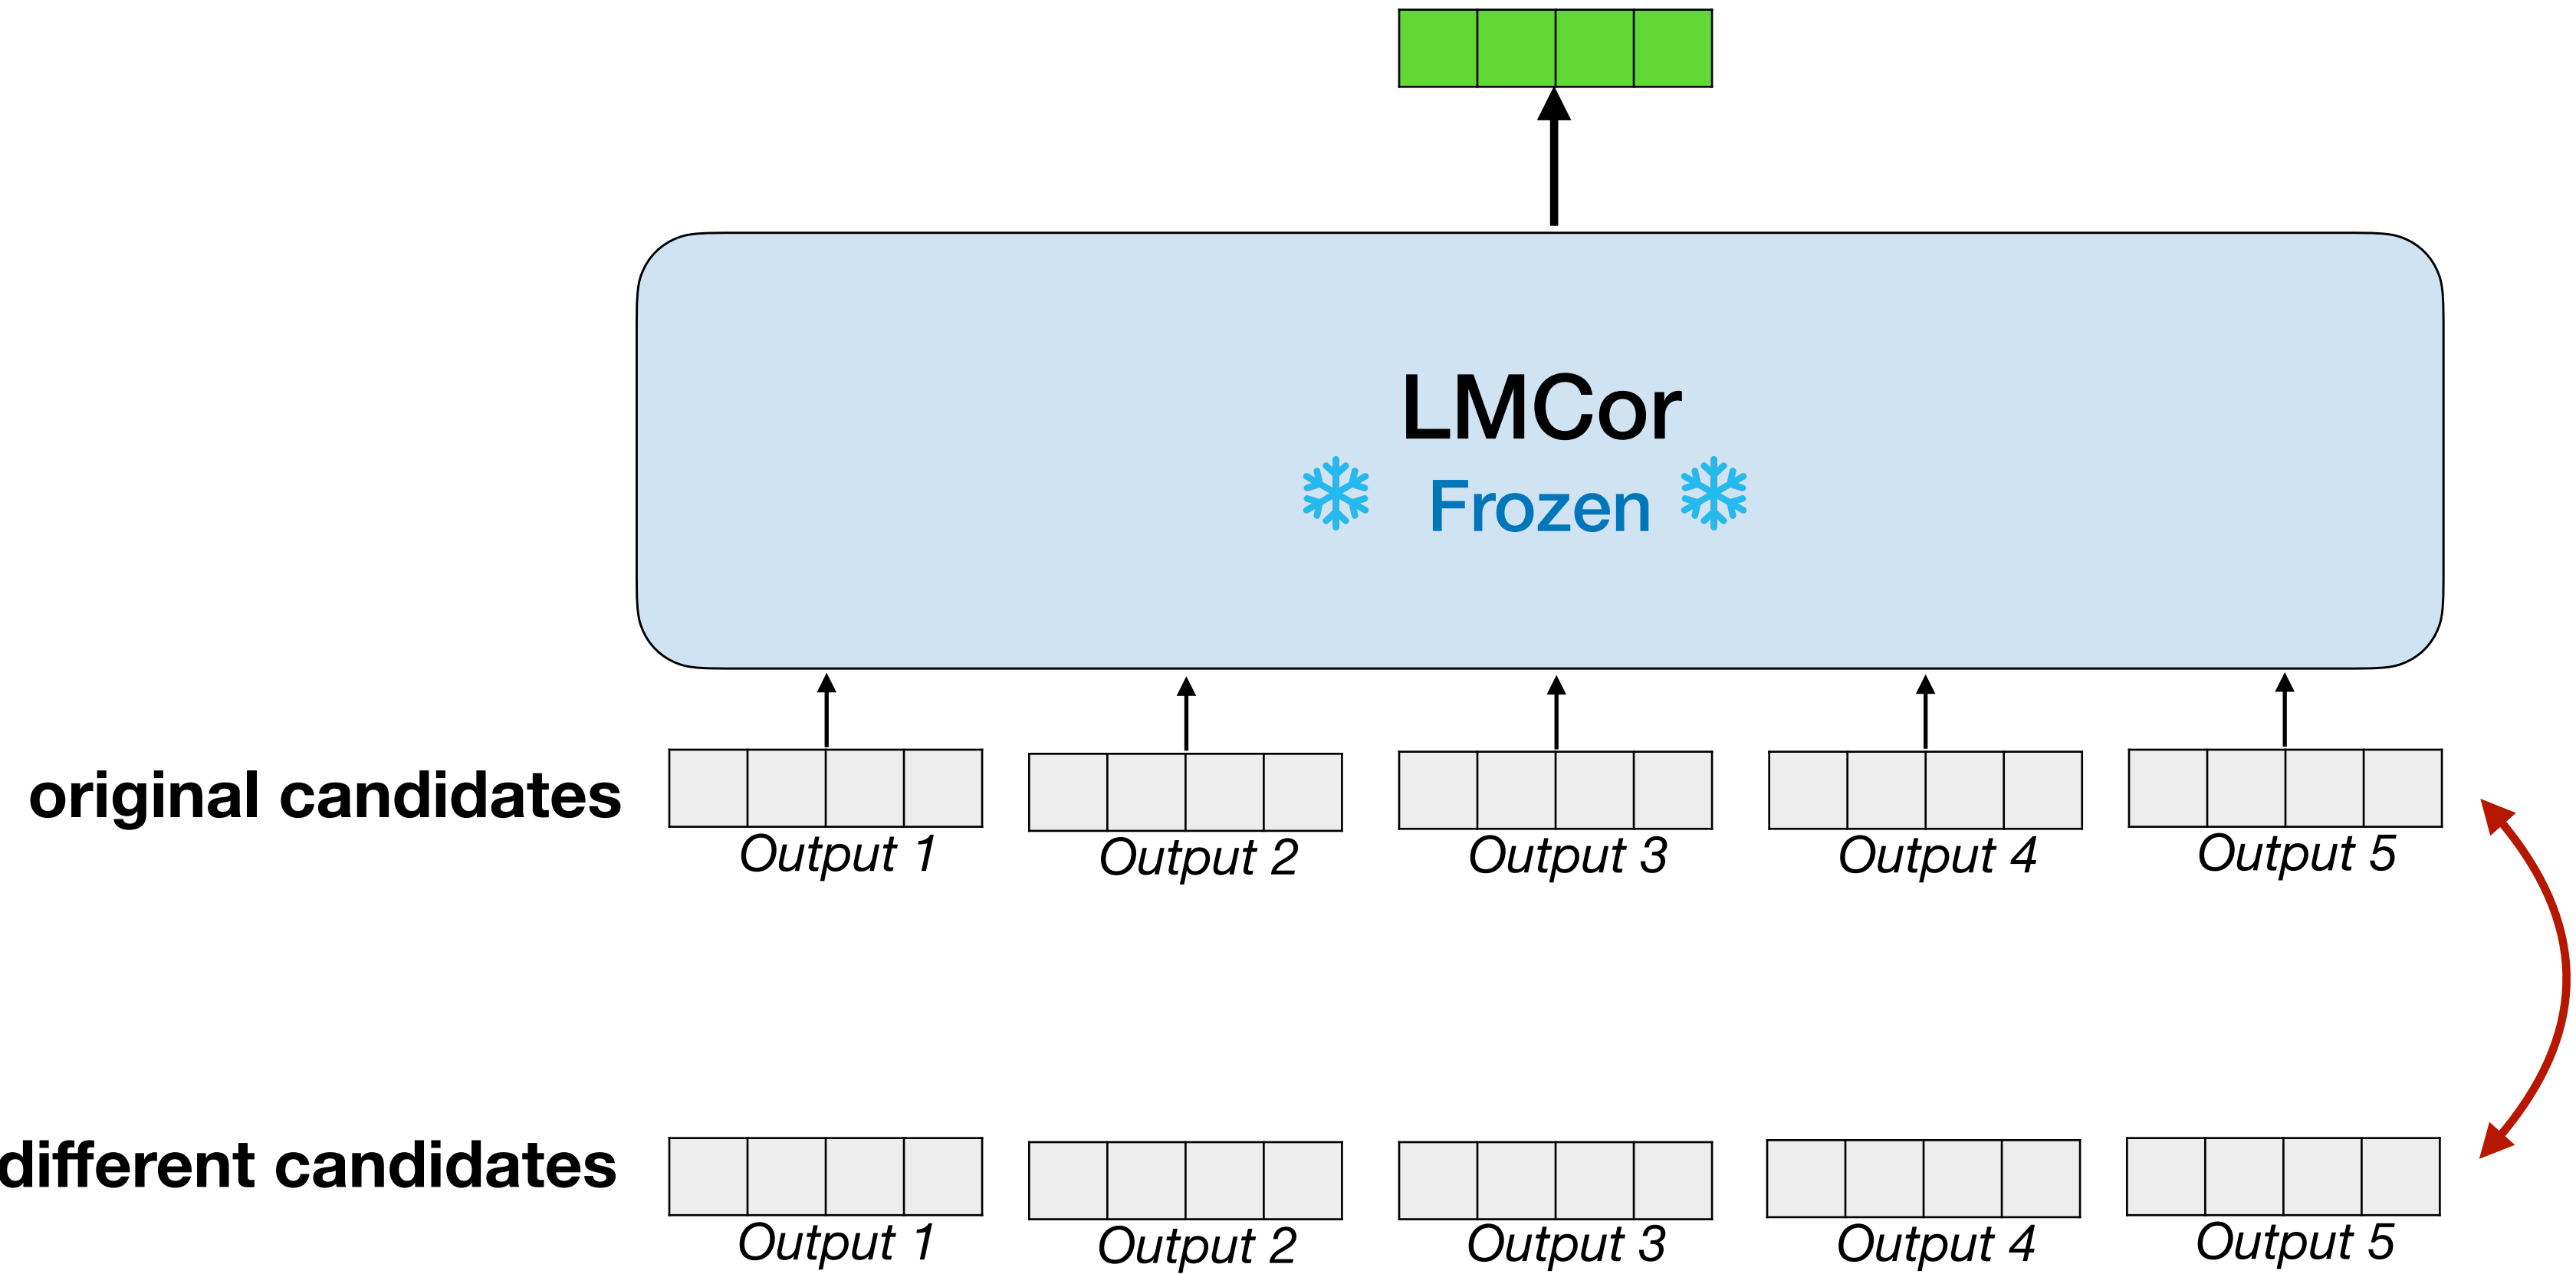 LMCor
Frozen
original candidates
Output 1 Output 2 Output 3 Output 4 Output 5
different candidates
Output 1 Output 2 Output 3 Output 4 Output 5